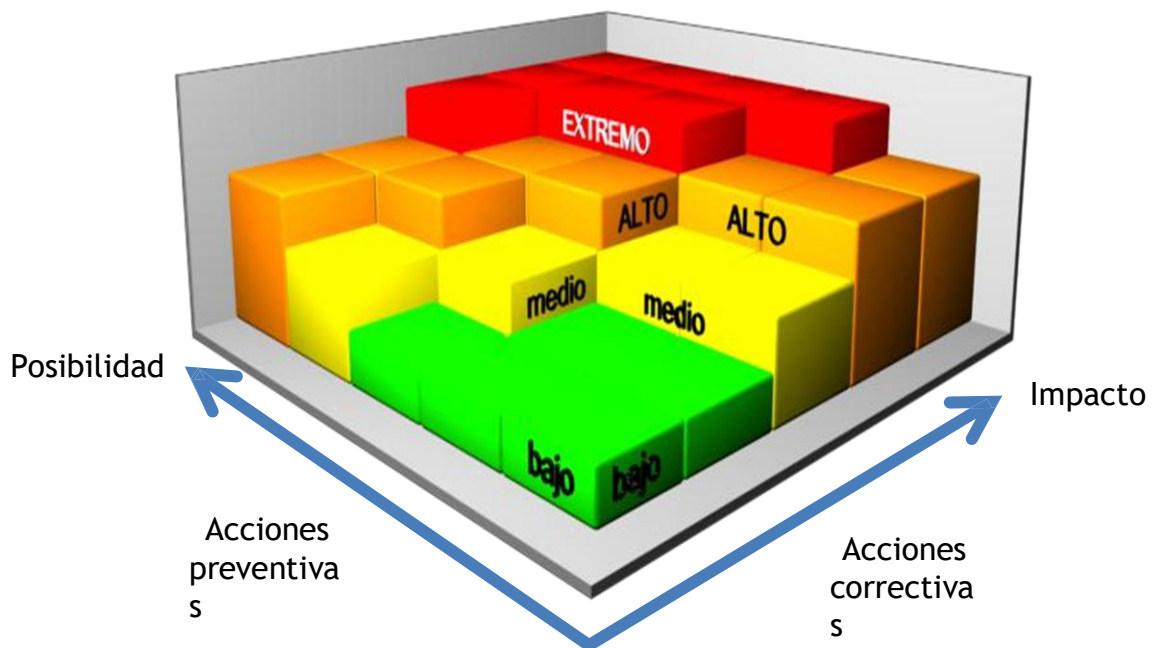 EXTREMO
ALTO
ALTO
medio
medio
Posibilidad
Impacto
bajo
bajo
Acciones
preventiva
s
Acciones
correctiva
s